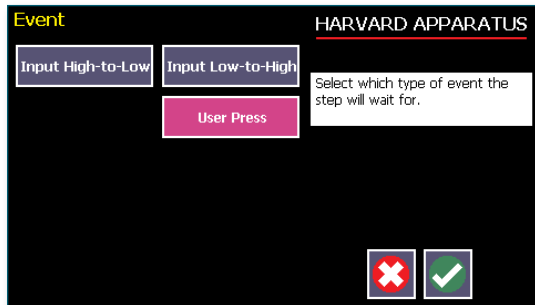 Event
HARVARD APPARATUS
Input High-to-Low
Input Low-to-High
Select which type of event the
step will wait for.
User Press